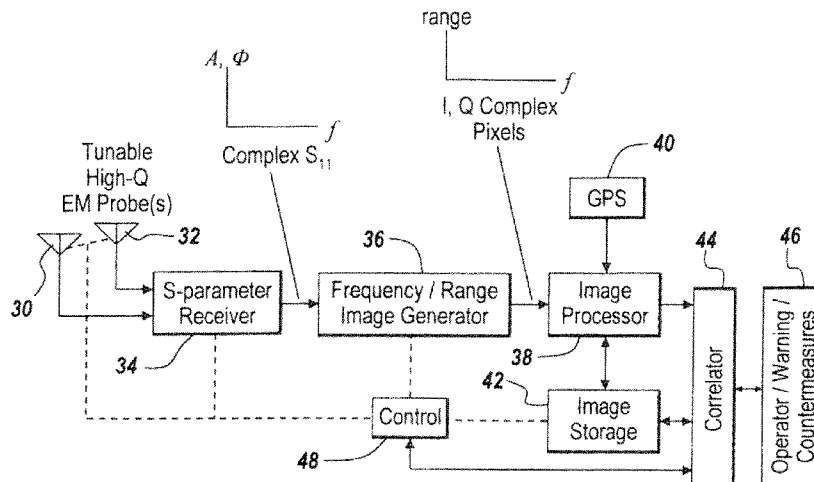 range
A, Φ
f
f
I, Q Complex
Pixels
Complex S₁₁
Tunable
High-Q
EM Probe(s)
40
GPS
32
30
36
44
46
S-parameter
Receiver
Frequency / Range
Image Generator
Image
Processor
34
38
42
Control
Image
Storage
48
Correlator
Operator / Warning /
Countermeasures